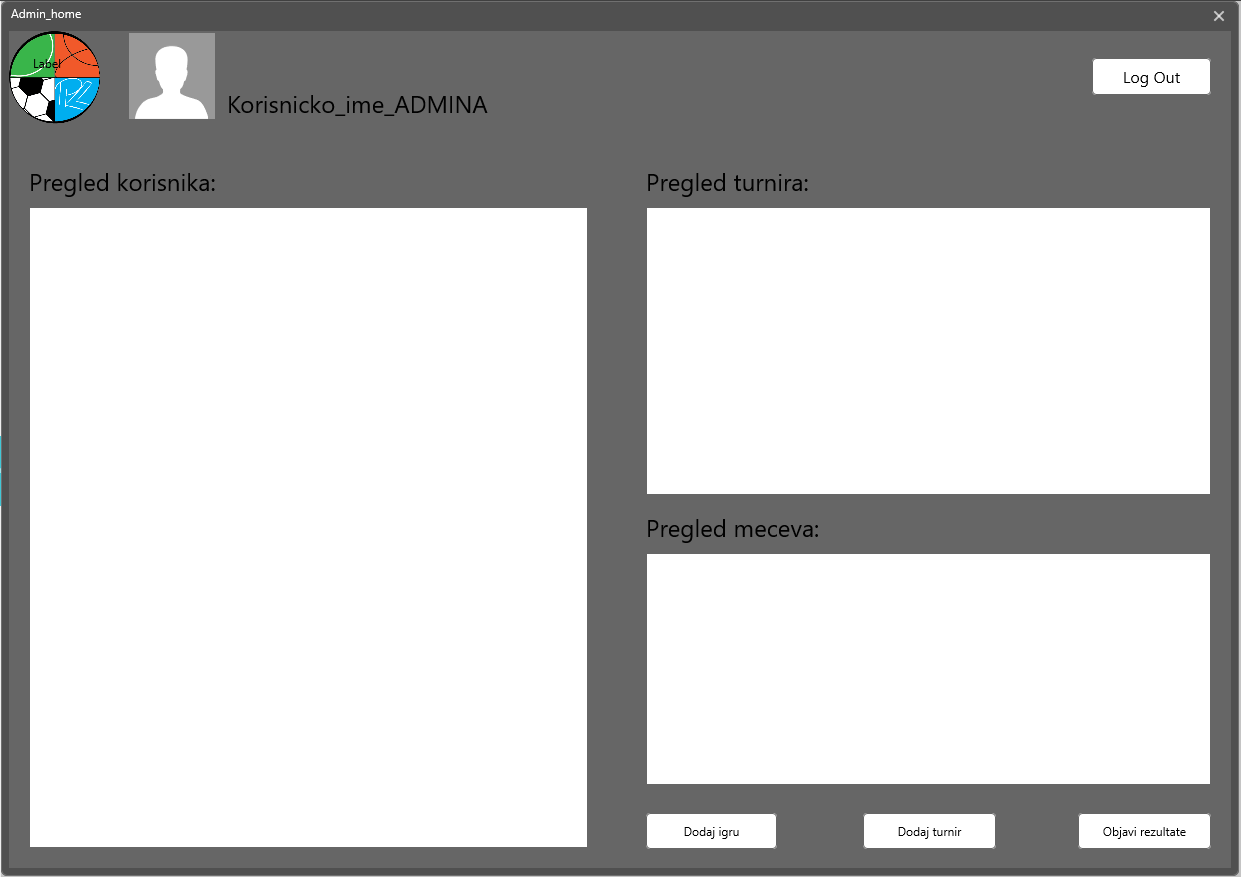 Admin_home
Label
Korisnicko_ime_ADMINA
Log Out
Pregled korisnika:
Pregled turnira:
Pregled meceva:
Dodaj igru
Dodaj turnir
Objavi rezultate